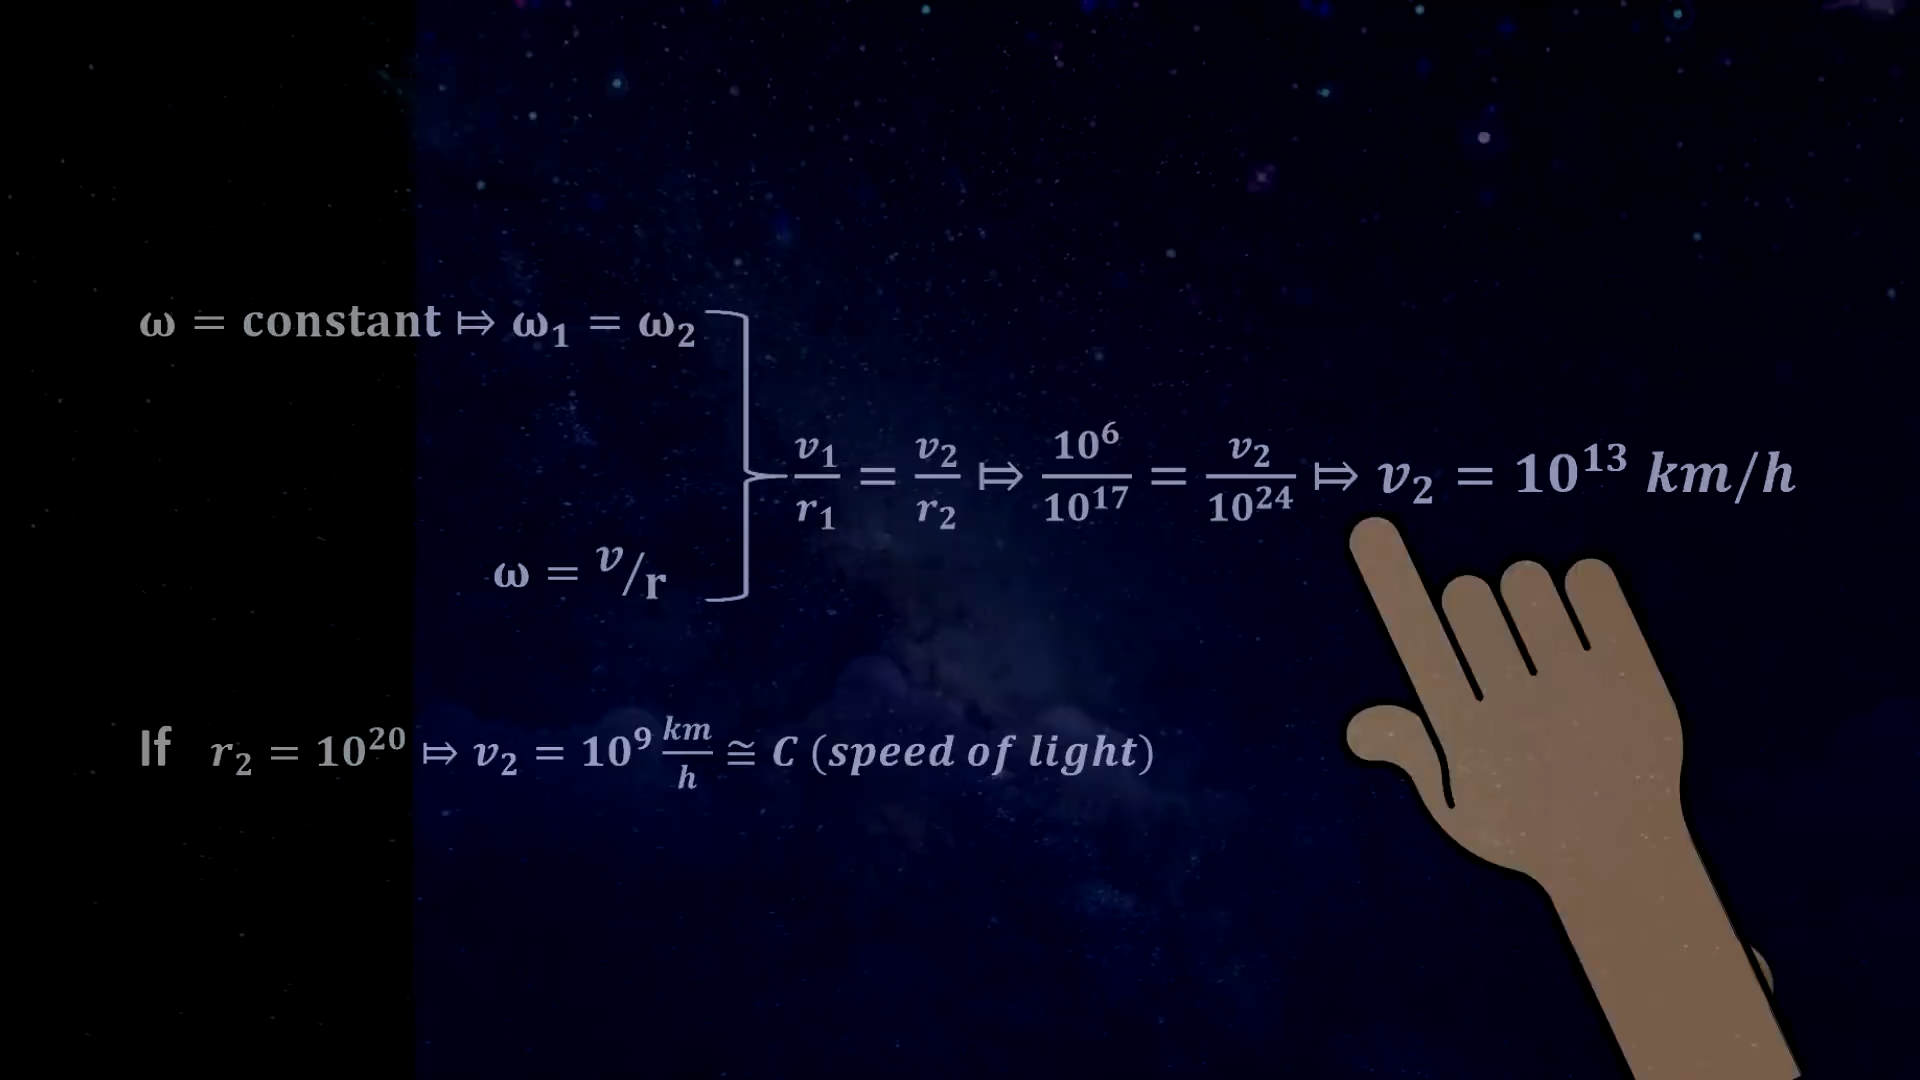 ω = constant ⤇ ω₁ = ω₂
v₁/r₁ = v₂/r₂ ⤇ 10⁶/10¹⁷ = v₂/10²⁴ ⤇ v₂ = 10¹³ km/h
ω = v/r
If r₂ = 10²⁰ ⤇ v₂ = 10⁹ km/h ≅ C (speed of light)